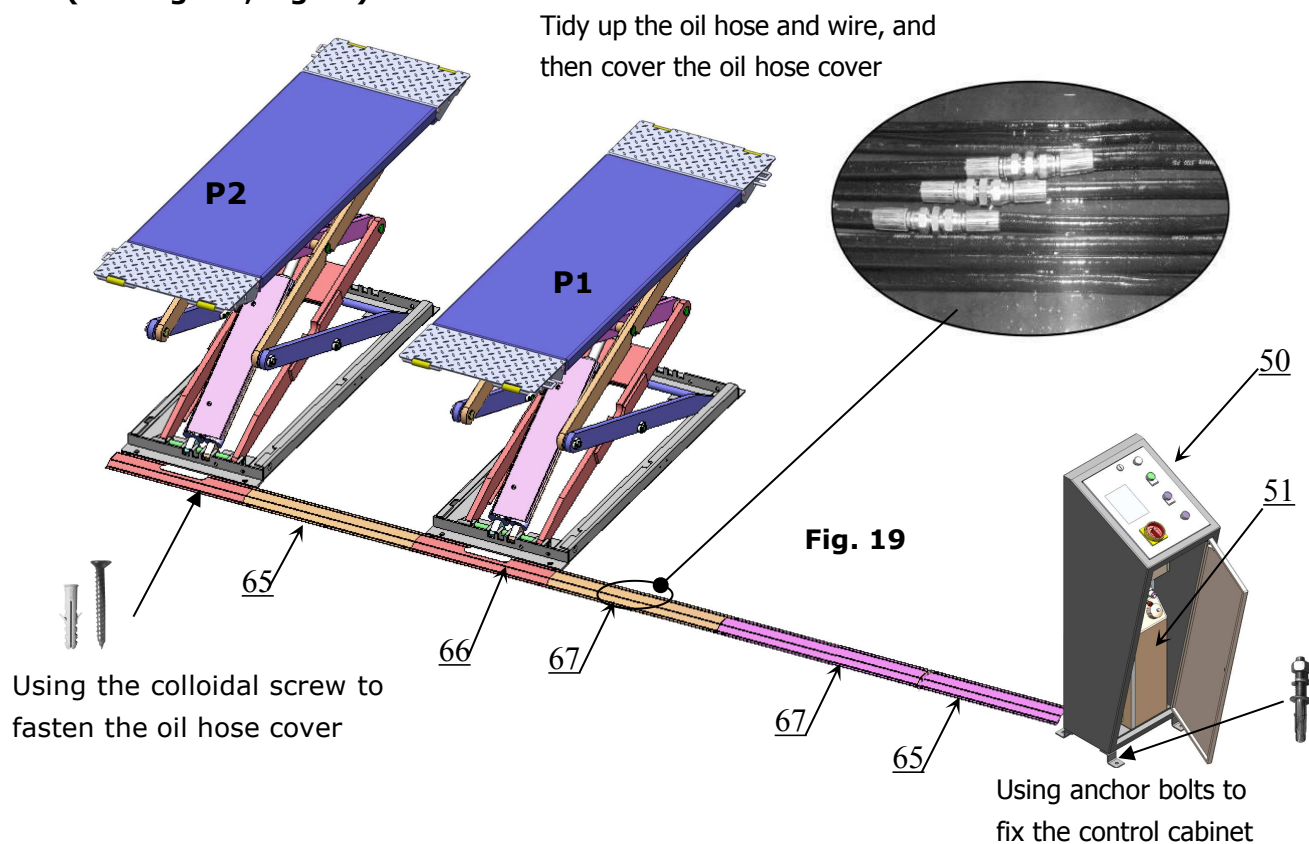 Tidy up the oil hose and wire, and
then cover the oil hose cover
P2
P1
50
51
Fig. 19
65
66
67
67
65
Using the colloidal screw to
fasten the oil hose cover
Using anchor bolts to
fix the control cabinet